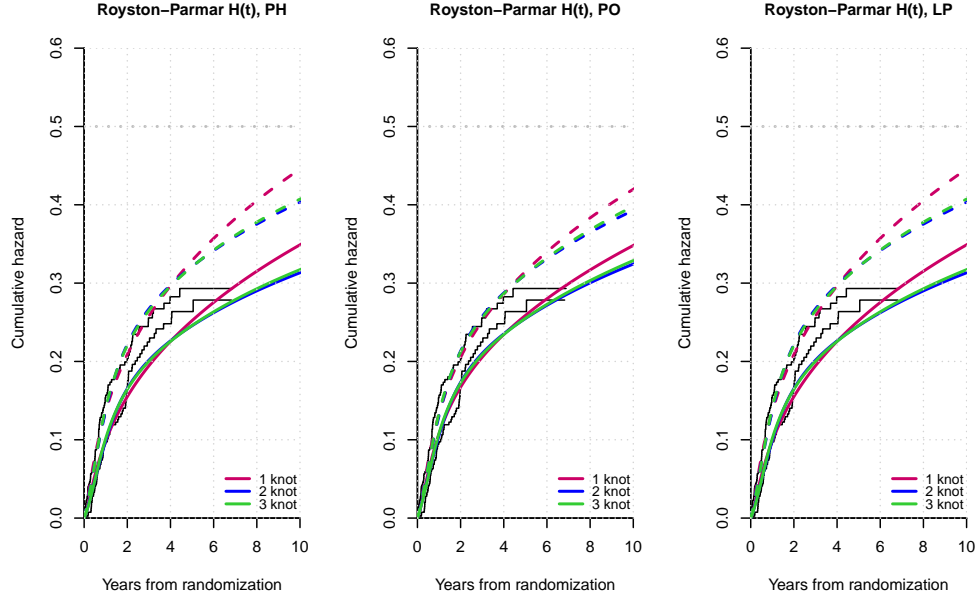 Royston−Parmar H(t), PH
Cumulative hazard
0.6
0.5
0.4
0.3
0.2
0.1
0.0
0 2 4 6 8 10
Years from randomization
1 knot
2 knot
3 knot
Royston−Parmar H(t), PO
Cumulative hazard
0.6
0.5
0.4
0.3
0.2
0.1
0.0
0 2 4 6 8 10
Years from randomization
1 knot
2 knot
3 knot
Royston−Parmar H(t), LP
Cumulative hazard
0.6
0.5
0.4
0.3
0.2
0.1
0.0
0 2 4 6 8 10
Years from randomization
1 knot
2 knot
3 knot